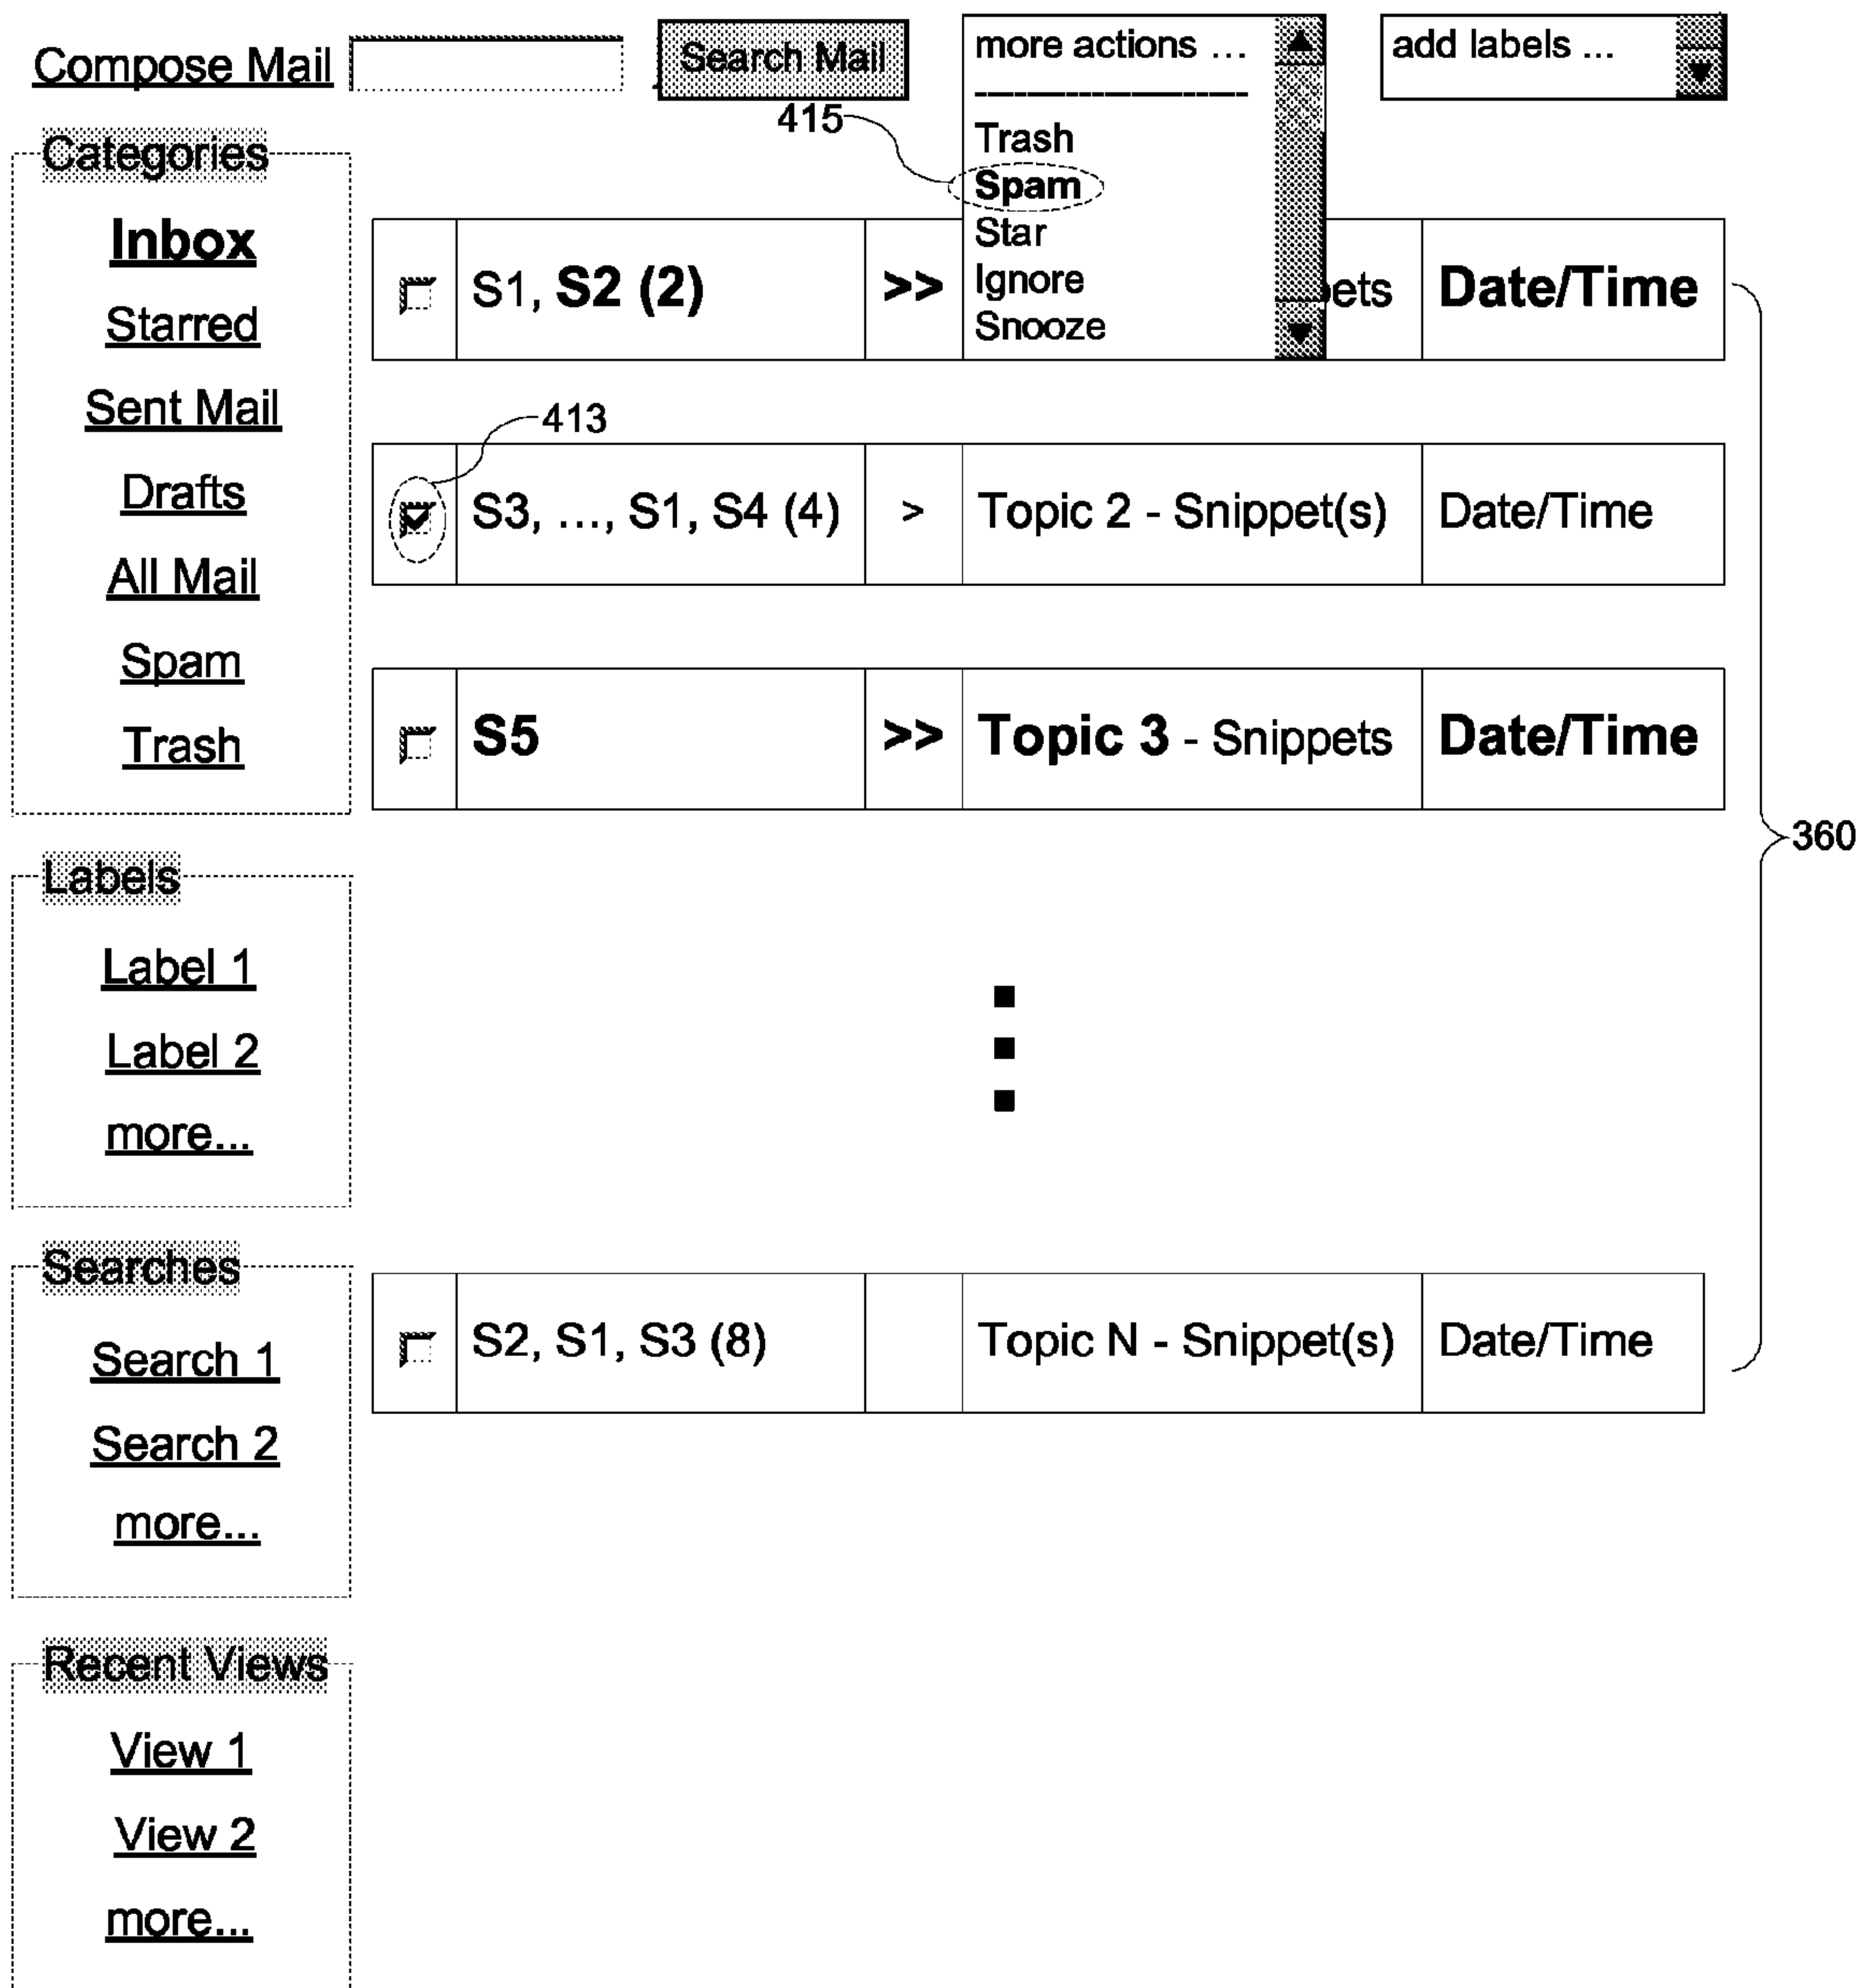 Compose Mail Search Mail more actions ... add labels ...
--------------------
415
Trash
Spam
Star
Ignore
Snooze
Categories
Inbox
Starred
Sent Mail
Drafts
All Mail
Spam
Trash
S1, S2 (2) >> ets Date/Time
413
S3, ..., S1, S4 (4) > Topic 2 - Snippet(s) Date/Time
S5 >> Topic 3 - Snippets Date/Time
360
Labels
Label 1
Label 2
more...
Searches
Search 1
Search 2
more...
S2, S1, S3 (8) Topic N - Snippet(s) Date/Time
Recent Views
View 1
View 2
more...